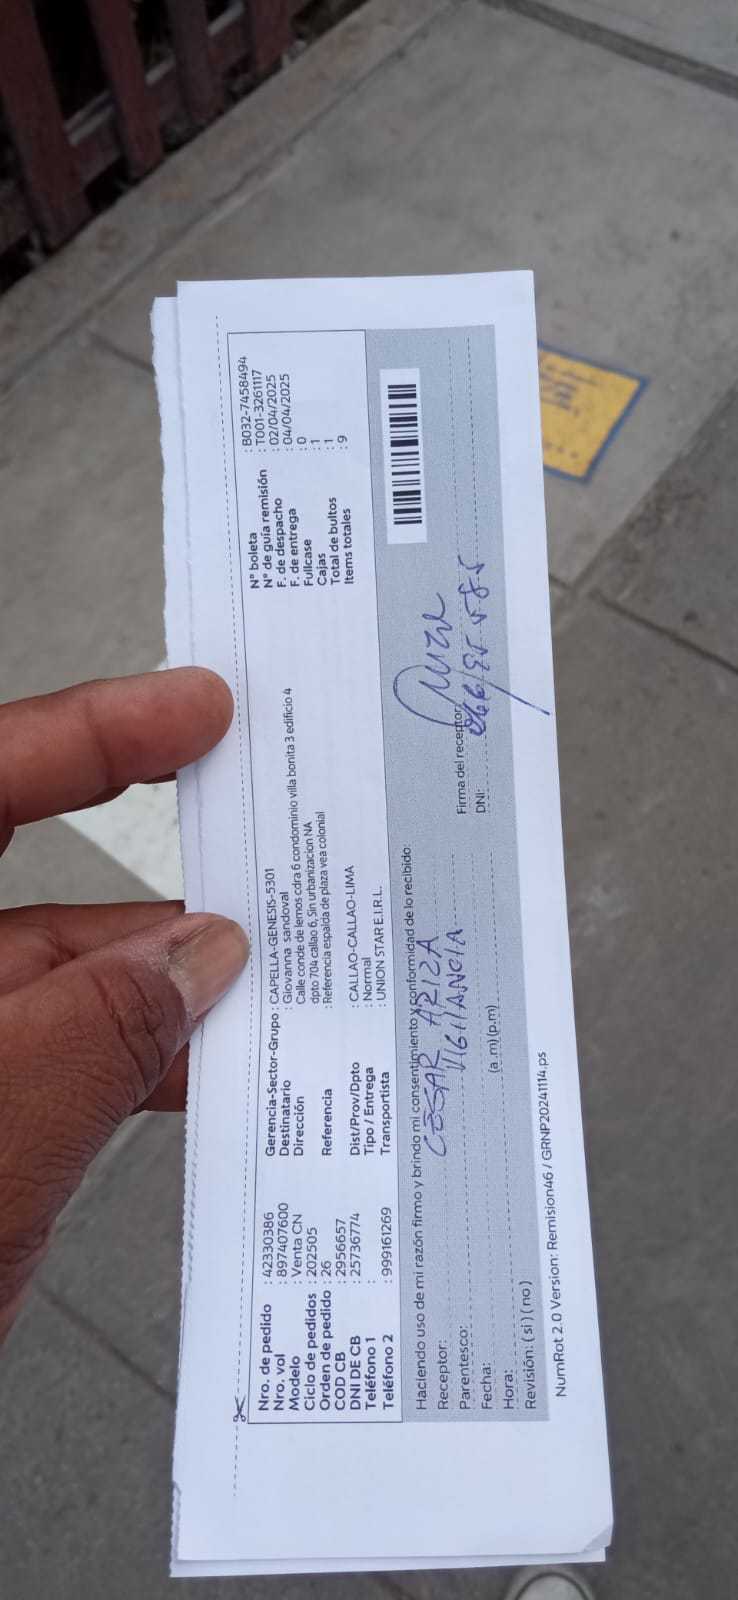 Nro. de pedido : 42330386
Nro. vol : 897407600
Modelo : Venta CN
Ciclo de pedidos : 202505
Orden de pedido : 26
COD CB : 2956657
DNI DE CB : 25736774
Teléfono 1 :
Teléfono 2 : 999161269
Gerencia-Sector-Grupo : CAPELLA-GENESIS-5301
Destinatario : Giovanna sandoval
Dirección Calle conde de lemos cdra 6 condominio villa bonita 3 edificio 4
dpto 704 callao 6, Sin urbanizacion NA
Referencia : Referencia espalda de plaza vea colonial
Dist/Prov/Dpto : CALLAO-CALLAO-LIMA
Tipo / Entrega : Normal
Transportista : UNION STAR E.I.R.L.
Nº boleta : B032-7458494
Nº de guía remisión : T001-3261117
F. de despacho : 02/04/2025
F. de entrega : 04/04/2025
Fullcase : 0
Cajas : 1
Total de bultos : 1
Items totales : 9
Haciendo uso de mi razón firmo y brindo mi consentimiento y conformidad de lo recibido
Receptor: CESAR ARIZA
Parentesco: VIGILANCIA
Fecha:
Hora: (a.m)(p.m)
Revisión: ( si ) ( no )
Firma del receptor:
DNI:
NumRot 2.0 Version: Remision46 / GRNP20241114.ps